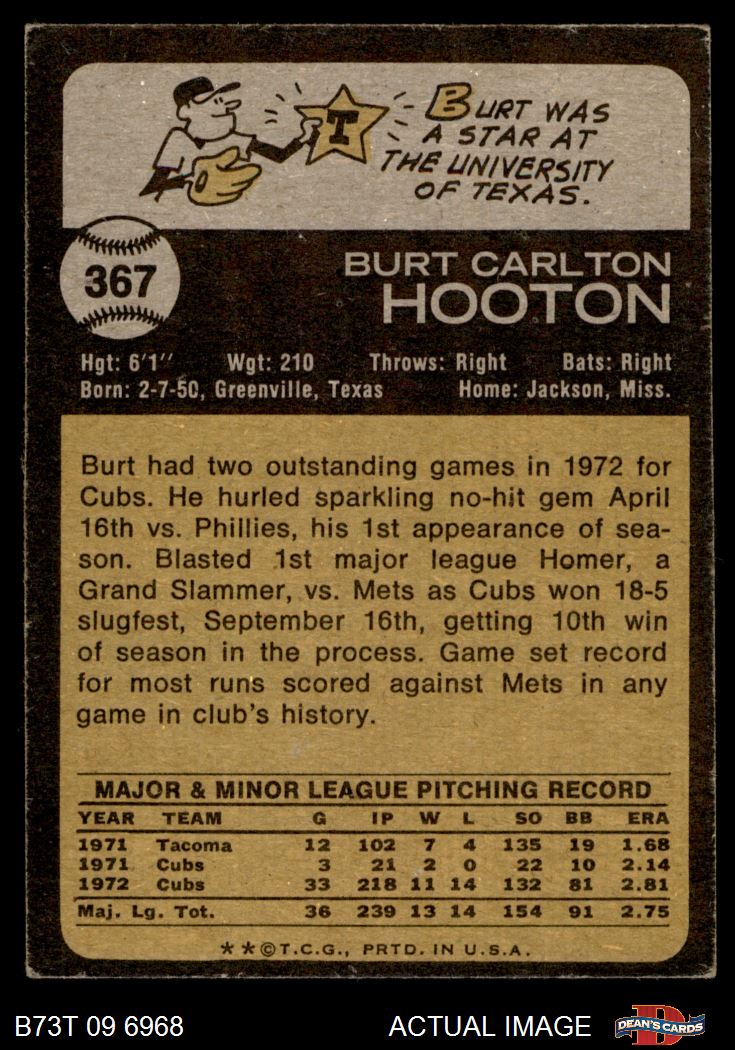 T
BURT WAS
A STAR AT
THE UNIVERSITY
OF TEXAS.
367
BURT CARLTON
HOOTON
Hgt: 6'1" Wgt: 210 Throws: Right Bats: Right
Born: 2-7-50, Greenville, Texas Home: Jackson, Miss.
Burt had two outstanding games in 1972 for
Cubs. He hurled sparkling no-hit gem April
16th vs. Phillies, his 1st appearance of sea-
son. Blasted 1st major league Homer, a
Grand Slammer, vs. Mets as Cubs won 18-5
slugfest, September 16th, getting 10th win
of season in the process. Game set record
for most runs scored against Mets in any
game in club's history.
MAJOR & MINOR LEAGUE PITCHING RECORD
YEAR TEAM G IP W L SO BB ERA
1971 Tacoma 12 102 7 4 135 19 1.68
1971 Cubs 3 21 2 0 22 10 2.14
1972 Cubs 33 218 11 14 132 81 2.81
Maj. Lg. Tot. 36 239 13 14 154 91 2.75
**©T.C.G., PRTD. IN U.S.A.
B73T 09 6968 ACTUAL IMAGE D DEAN'S CARDS